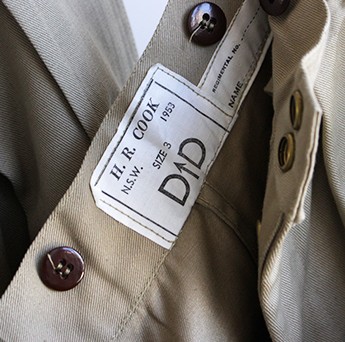 H. R. COOK
N.S.W. 1953
SIZE 3
D↑D
REGIMENTAL NO.
NAME